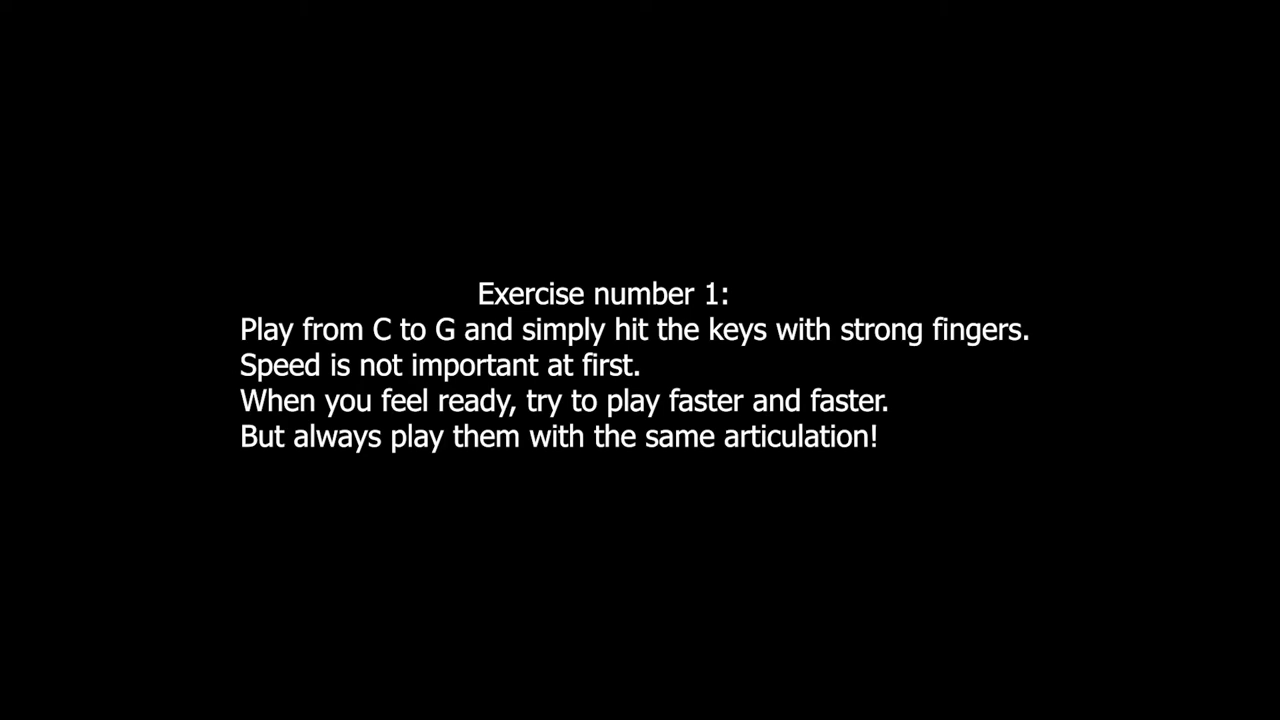 Exercise number 1:
Play from C to G and simply hit the keys with strong fingers.
Speed is not important at first.
When you feel ready, try to play faster and faster.
But always play them with the same articulation!